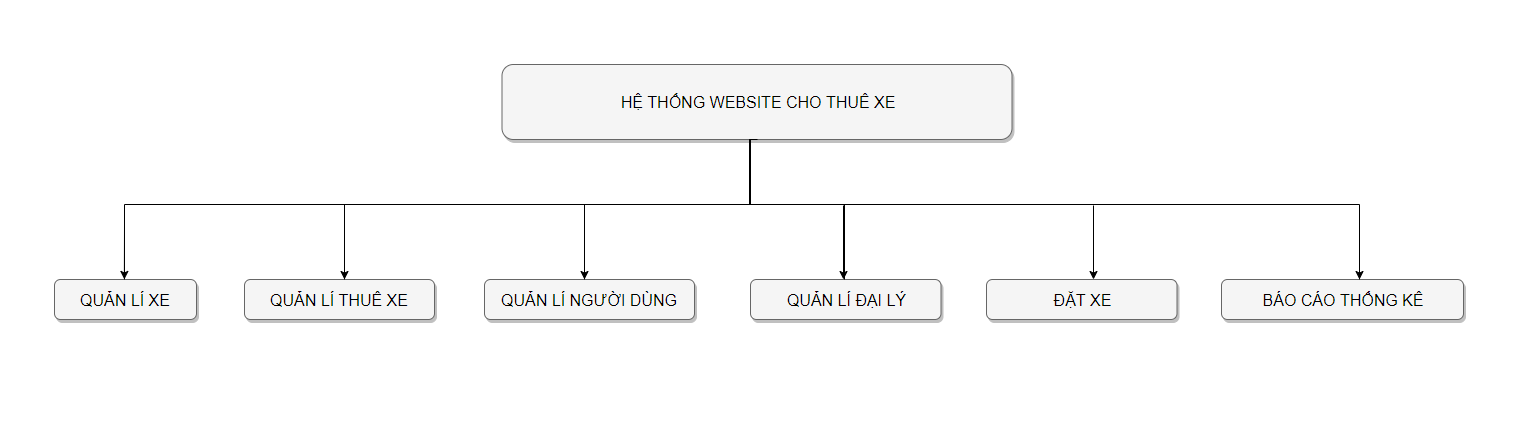 HỆ THỐNG WEBSITE CHO THUÊ XE
QUẢN LÍ XE
QUẢN LÍ THUÊ XE
QUẢN LÍ NGƯỜI DÙNG
QUẢN LÍ ĐẠI LÝ
ĐẶT XE
BÁO CÁO THỐNG KÊ